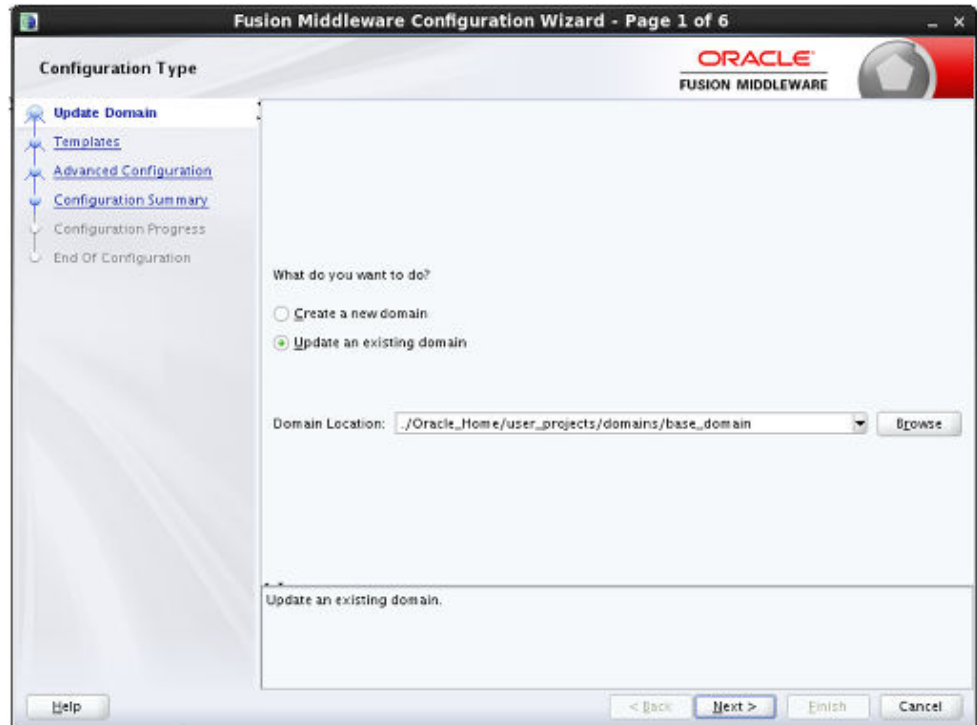 Fusion Middleware Configuration Wizard - Page 1 of 6
Configuration Type
ORACLE
FUSION MIDDLEWARE
Update Domain
Templates
Advanced Configuration
Configuration Summary
Configuration Progress
End Of Configuration
What do you want to do?
Create a new domain
Update an existing domain
Domain Location: ./Oracle_Home/user_projects/domains/base_domain Browse
Update an existing domain.
Help < Back Next > Finish Cancel